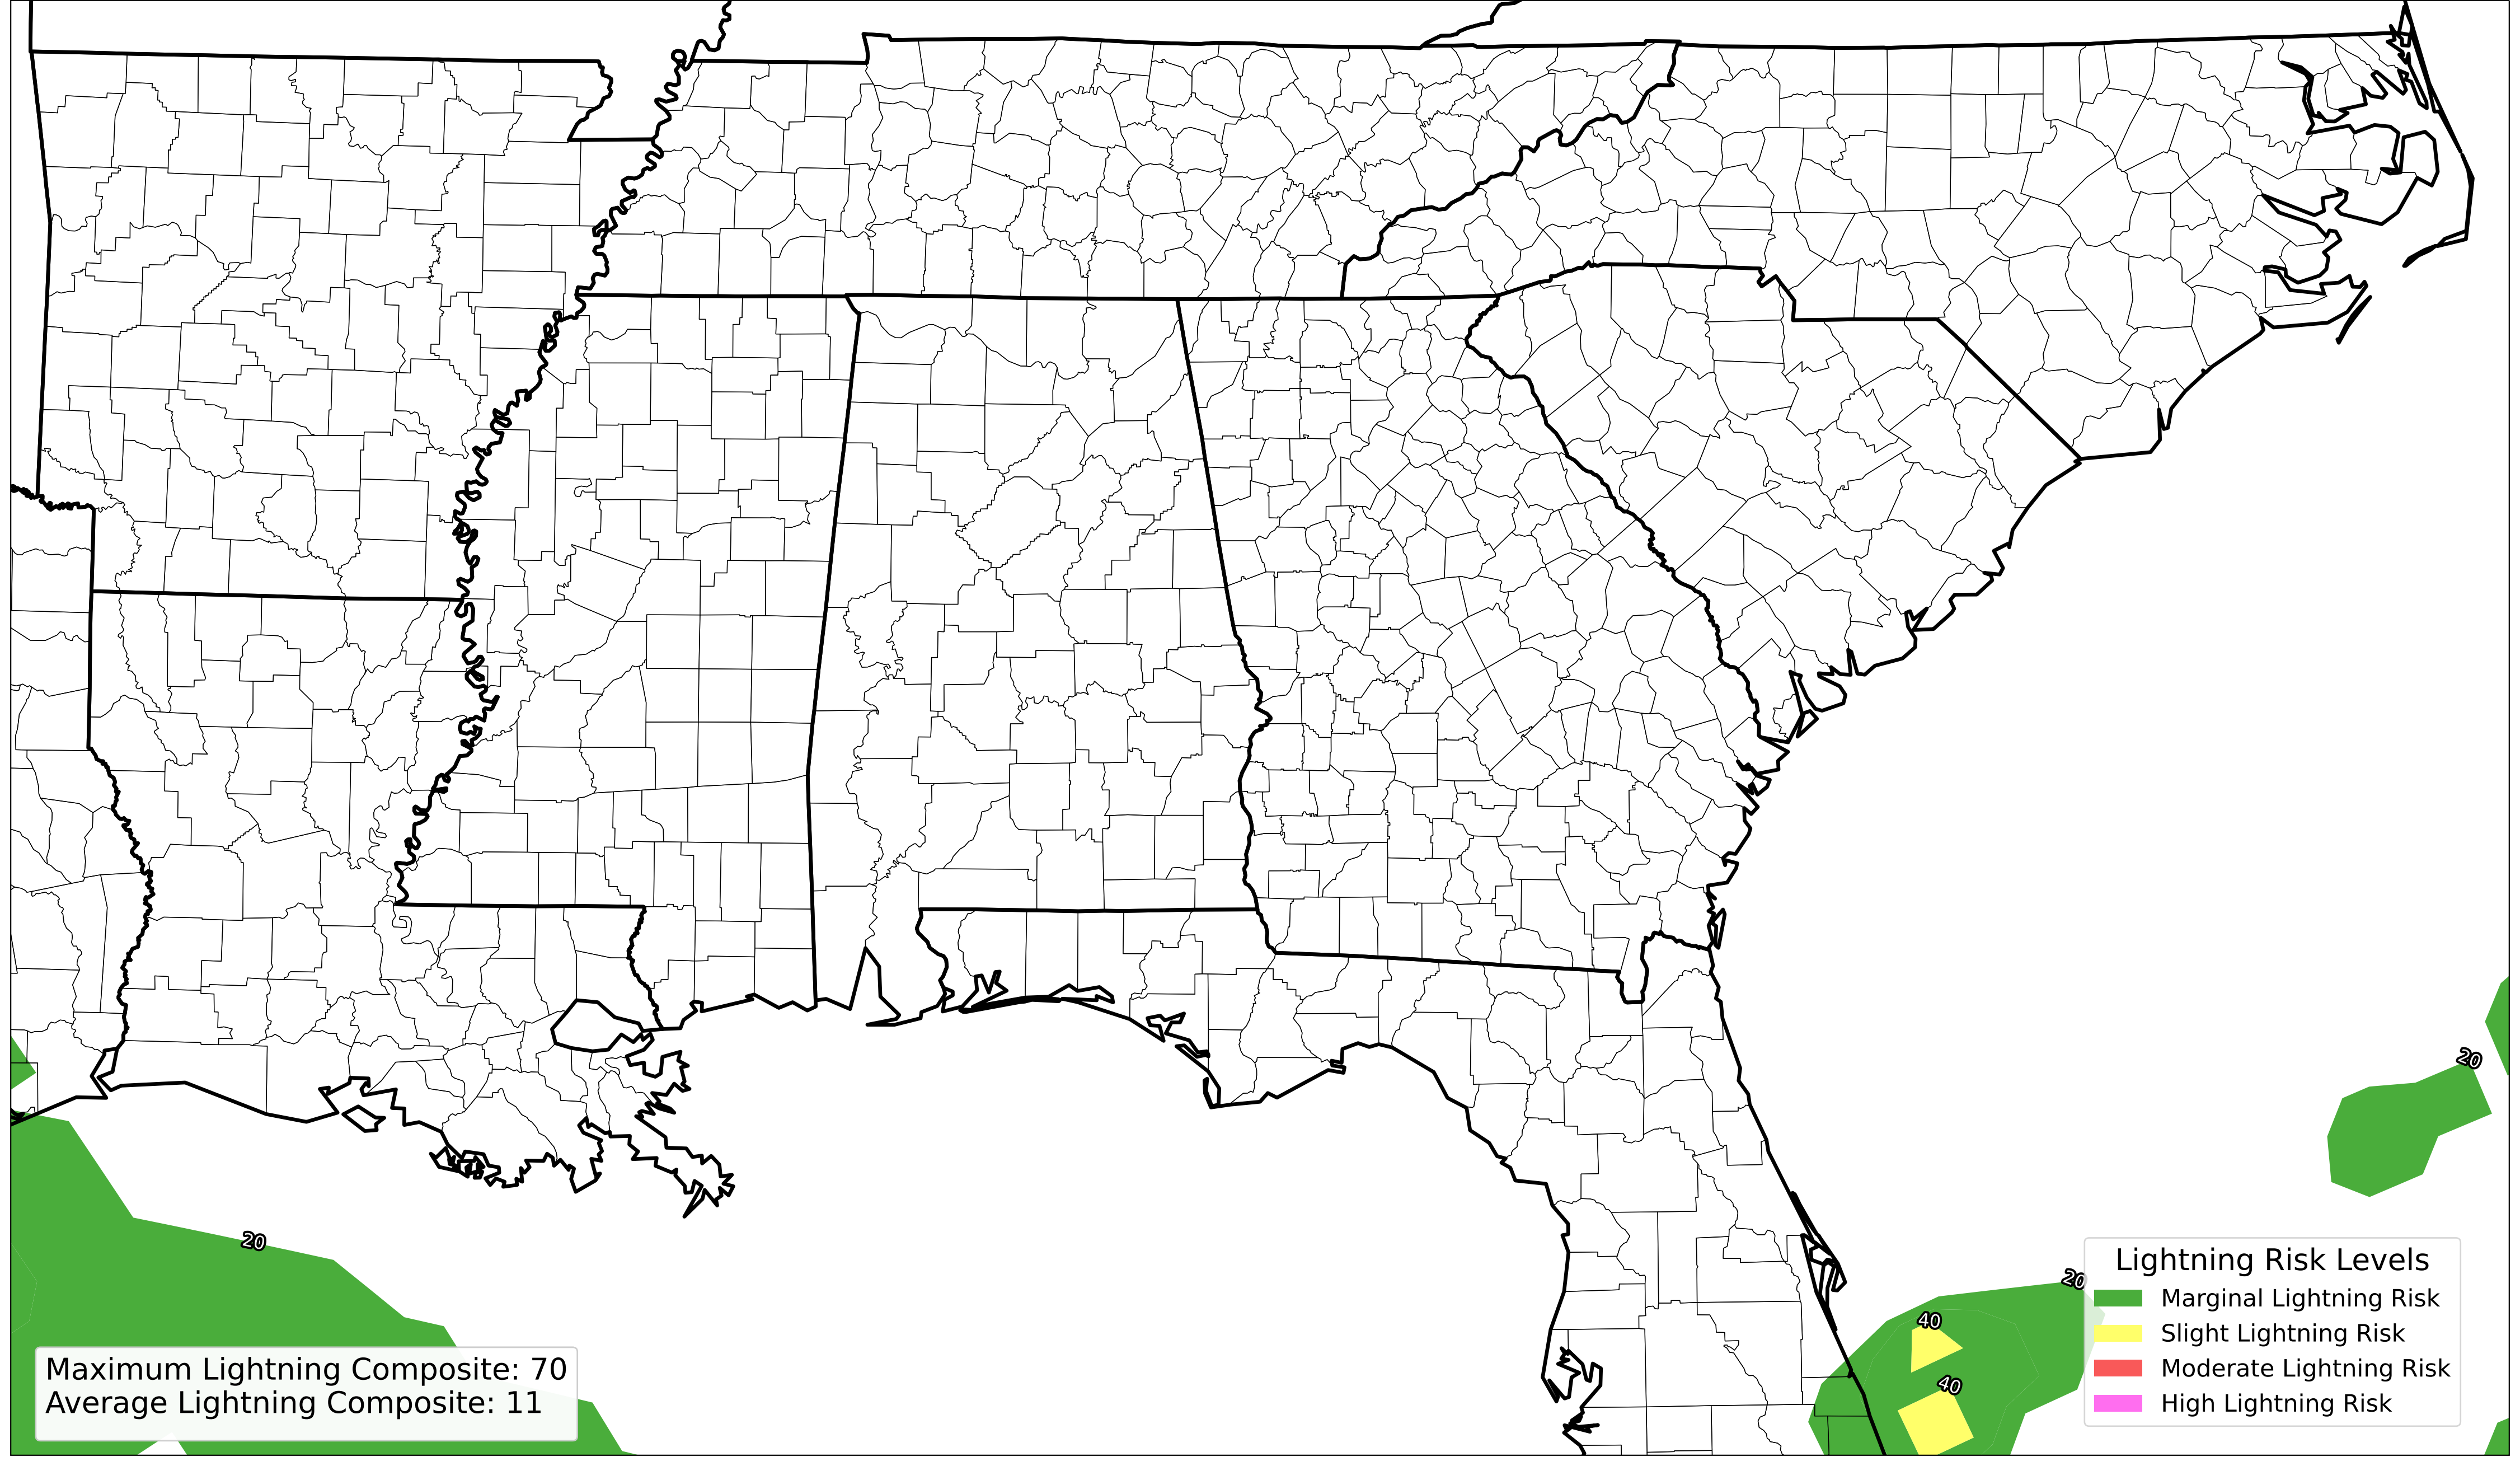 20
20
20
40
40
Lightning Risk Levels
Marginal Lightning Risk
Slight Lightning Risk
Moderate Lightning Risk
High Lightning Risk
Maximum Lightning Composite: 70
Average Lightning Composite: 11